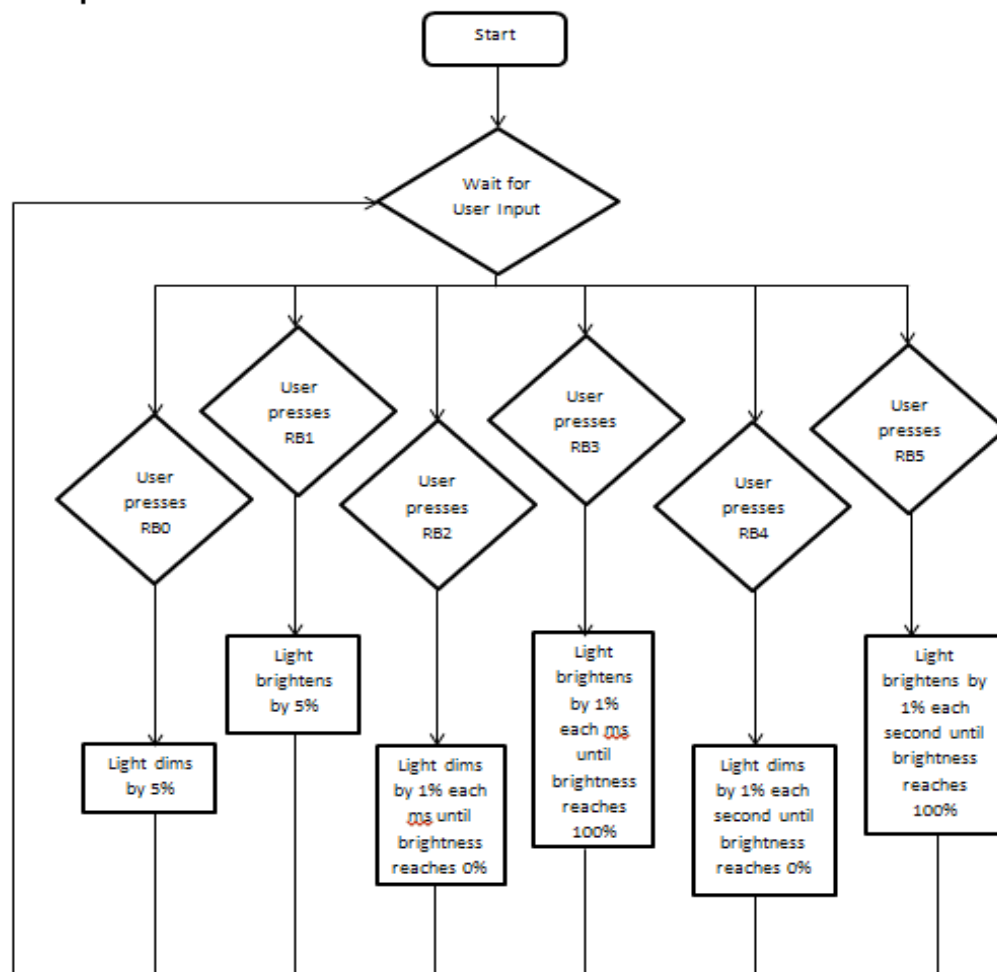 Start
Wait for
User Input
User
presses
RB0
User
presses
RB1
User
presses
RB2
User
presses
RB3
User
presses
RB4
User
presses
RB5
Light dims
by 5%
Light
brightens
by 5%
Light dims
by 1% each
ms until
brightness
reaches 0%
Light
brightens
by 1%
each ms
until
brightness
reaches
100%
Light dims
by 1% each
second until
brightness
reaches 0%
Light
brightens by
1% each
second until
brightness
reaches
100%